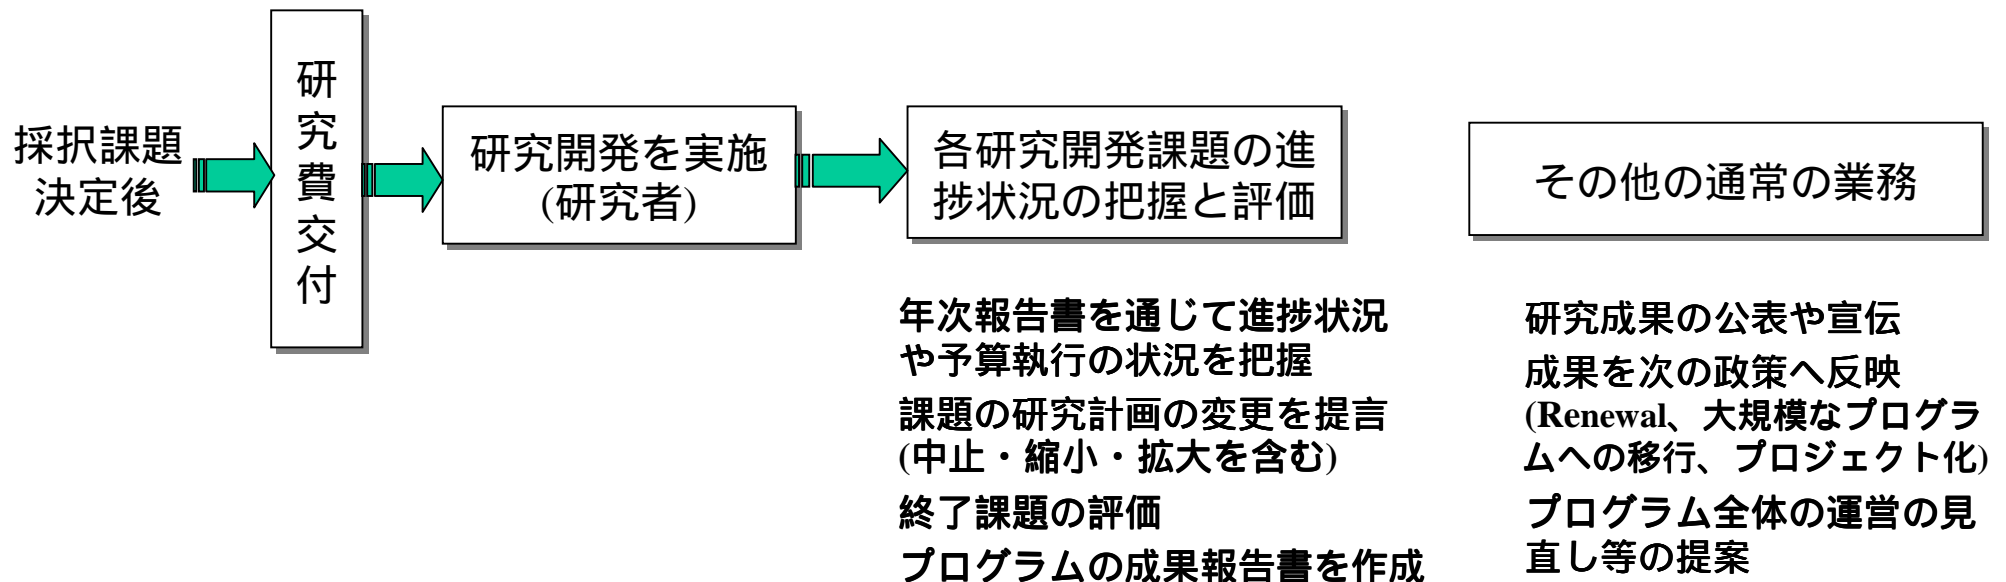 採択課題
決定後
研究費交付
研究開発を実施
(研究者)
各研究開発課題の進
捗状況の把握と評価
その他の通常の業務
年次報告書を通じて進捗状況
や予算執行の状況を把握
課題の研究計画の変更を提言
(中止・縮小・拡大を含む)
終了課題の評価
プログラムの成果報告書を作成
研究成果の公表や宣伝
成果を次の政策へ反映
(Renewal、大規模なプログラ
ムへの移行、プロジェクト化)
プログラム全体の運営の見
直し等の提案